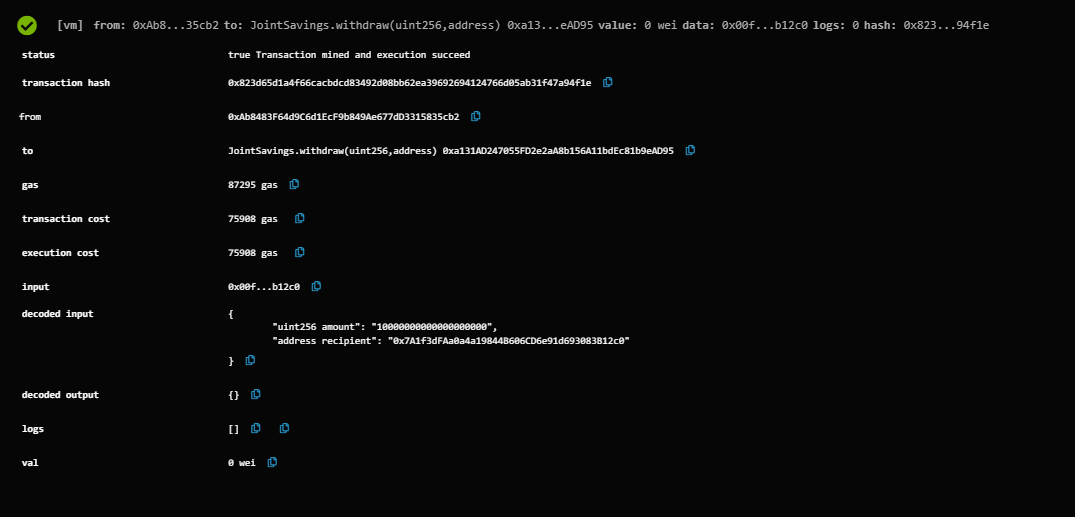 [vm] from: 0xAb8...35cb2 to: JointSavings.withdraw(uint256,address) 0xa13...eAD95 value: 0 wei data: 0x00f...b12c0 logs: 0 hash: 0x823...94f1e
status true Transaction mined and execution succeed
transaction hash 0x823d65d1a4f66cacbdcd83492d08bb62ea39692694124766d05ab31f47a94f1e
from 0xAb8483F64d9C6d1EcF9b849Ae677dD3315835cb2
to JointSavings.withdraw(uint256,address) 0xa131AD247055FD2e2aA8b156A11bdEc81b9eAD95
gas 87295 gas
transaction cost 75908 gas
execution cost 75908 gas
input 0x00f...b12c0
decoded input {
"uint256 amount": "10000000000000000000",
"address recipient": "0x7A1f3dFAa0a4a19844B606CD6e91d693083B12c0"
}
decoded output {}
logs []
val 0 wei